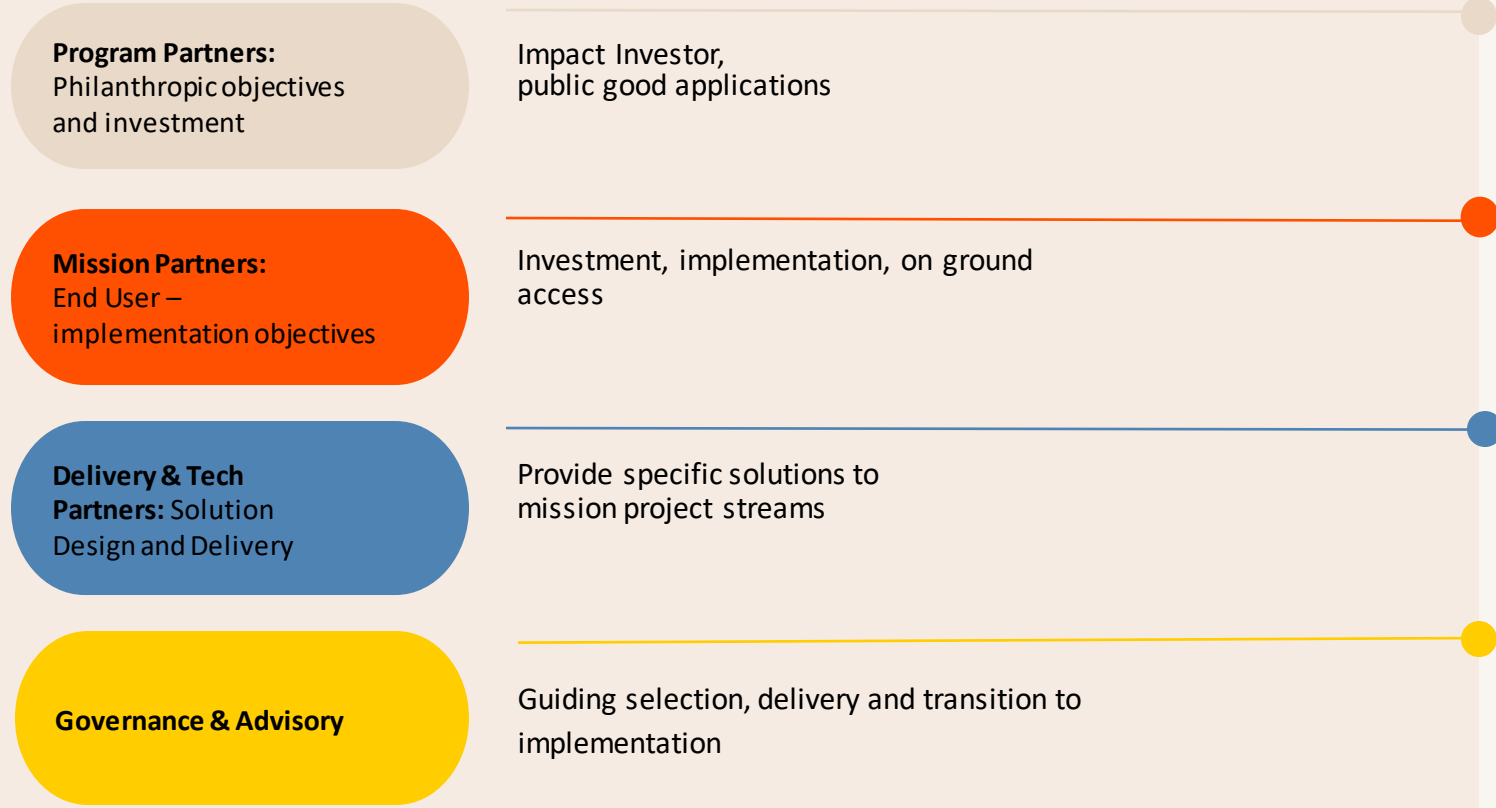 Program Partners:
Philanthropic objectives
and investment
Impact Investor,
public good applications
Mission Partners:
End User –
implementation objectives
Investment, implementation, on ground
access
Delivery & Tech
Partners: Solution
Design and Delivery
Provide specific solutions to
mission project streams
Governance & Advisory
Guiding selection, delivery and transition to
implementation